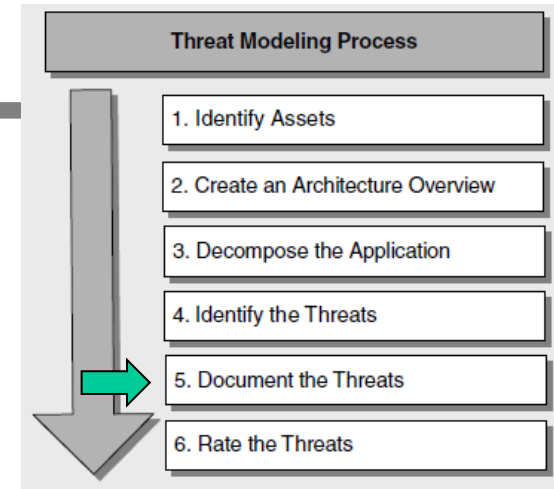 Threat Modeling Process
1. Identify Assets
2. Create an Architecture Overview
3. Decompose the Application
4. Identify the Threats
5. Document the Threats
6. Rate the Threats